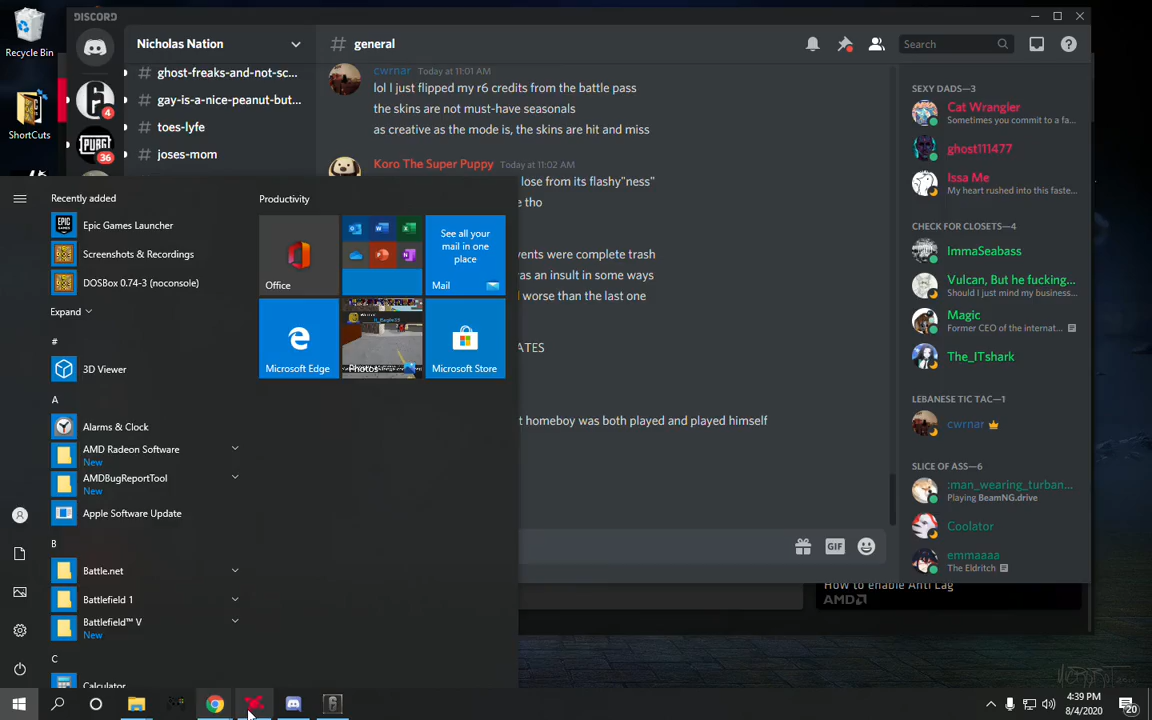 Recycle Bin
ShortCuts
DISCORD
4
PUBG
36
Nicholas Nation
# ghost-freaks-and-not-sc...
# gay-is-a-nice-peanut-but...
# toes-lyfe
# joses-mom
# general
Search
cwrnar Today at 11:01 AM
lol I just flipped my r6 credits from the battle pass
the skins are not must-have seasonals
as creative as the mode is, the skins are hit and miss
Koro The Super Puppy Today at 11:02 AM
lose from its flashy"ness"
e tho
vents were complete trash
as an insult in some ways
worse than the last one
ATES
t homeboy was both played and played himself
GIF
SEXY DADS—3
Cat Wrangler
Sometimes you commit to a fa...
ghost111477
Issa Me
My heart rushed into this faste...
CHECK FOR CLOSETS—4
ImmaSeabass
Vulcan, But he fucking...
Should I just mind my business...
Magic
Former CEO of the internat...
The_ITshark
LEBANESE TIC TAC—1
cwrnar
SLICE OF ASS—6
:man_wearing_turban...
Playing BeamNG.drive
Coolator
emmaaaa
The Eldritch
How to enable Anti Lag
AMD
Recently added
Epic Games Launcher
Screenshots & Recordings
DOSBox 0.74-3 (noconsole)
Expand
#
3D Viewer
A
Alarms & Clock
AMD Radeon Software
New
AMDBugReportTool
New
Apple Software Update
B
Battle.net
Battlefield 1
Battlefield™ V
New
C
Calculator
Productivity
Office
See all your
mail in one
place
Mail
Microsoft Edge
Photos
Microsoft Store
4:39 PM
8/4/2020
20